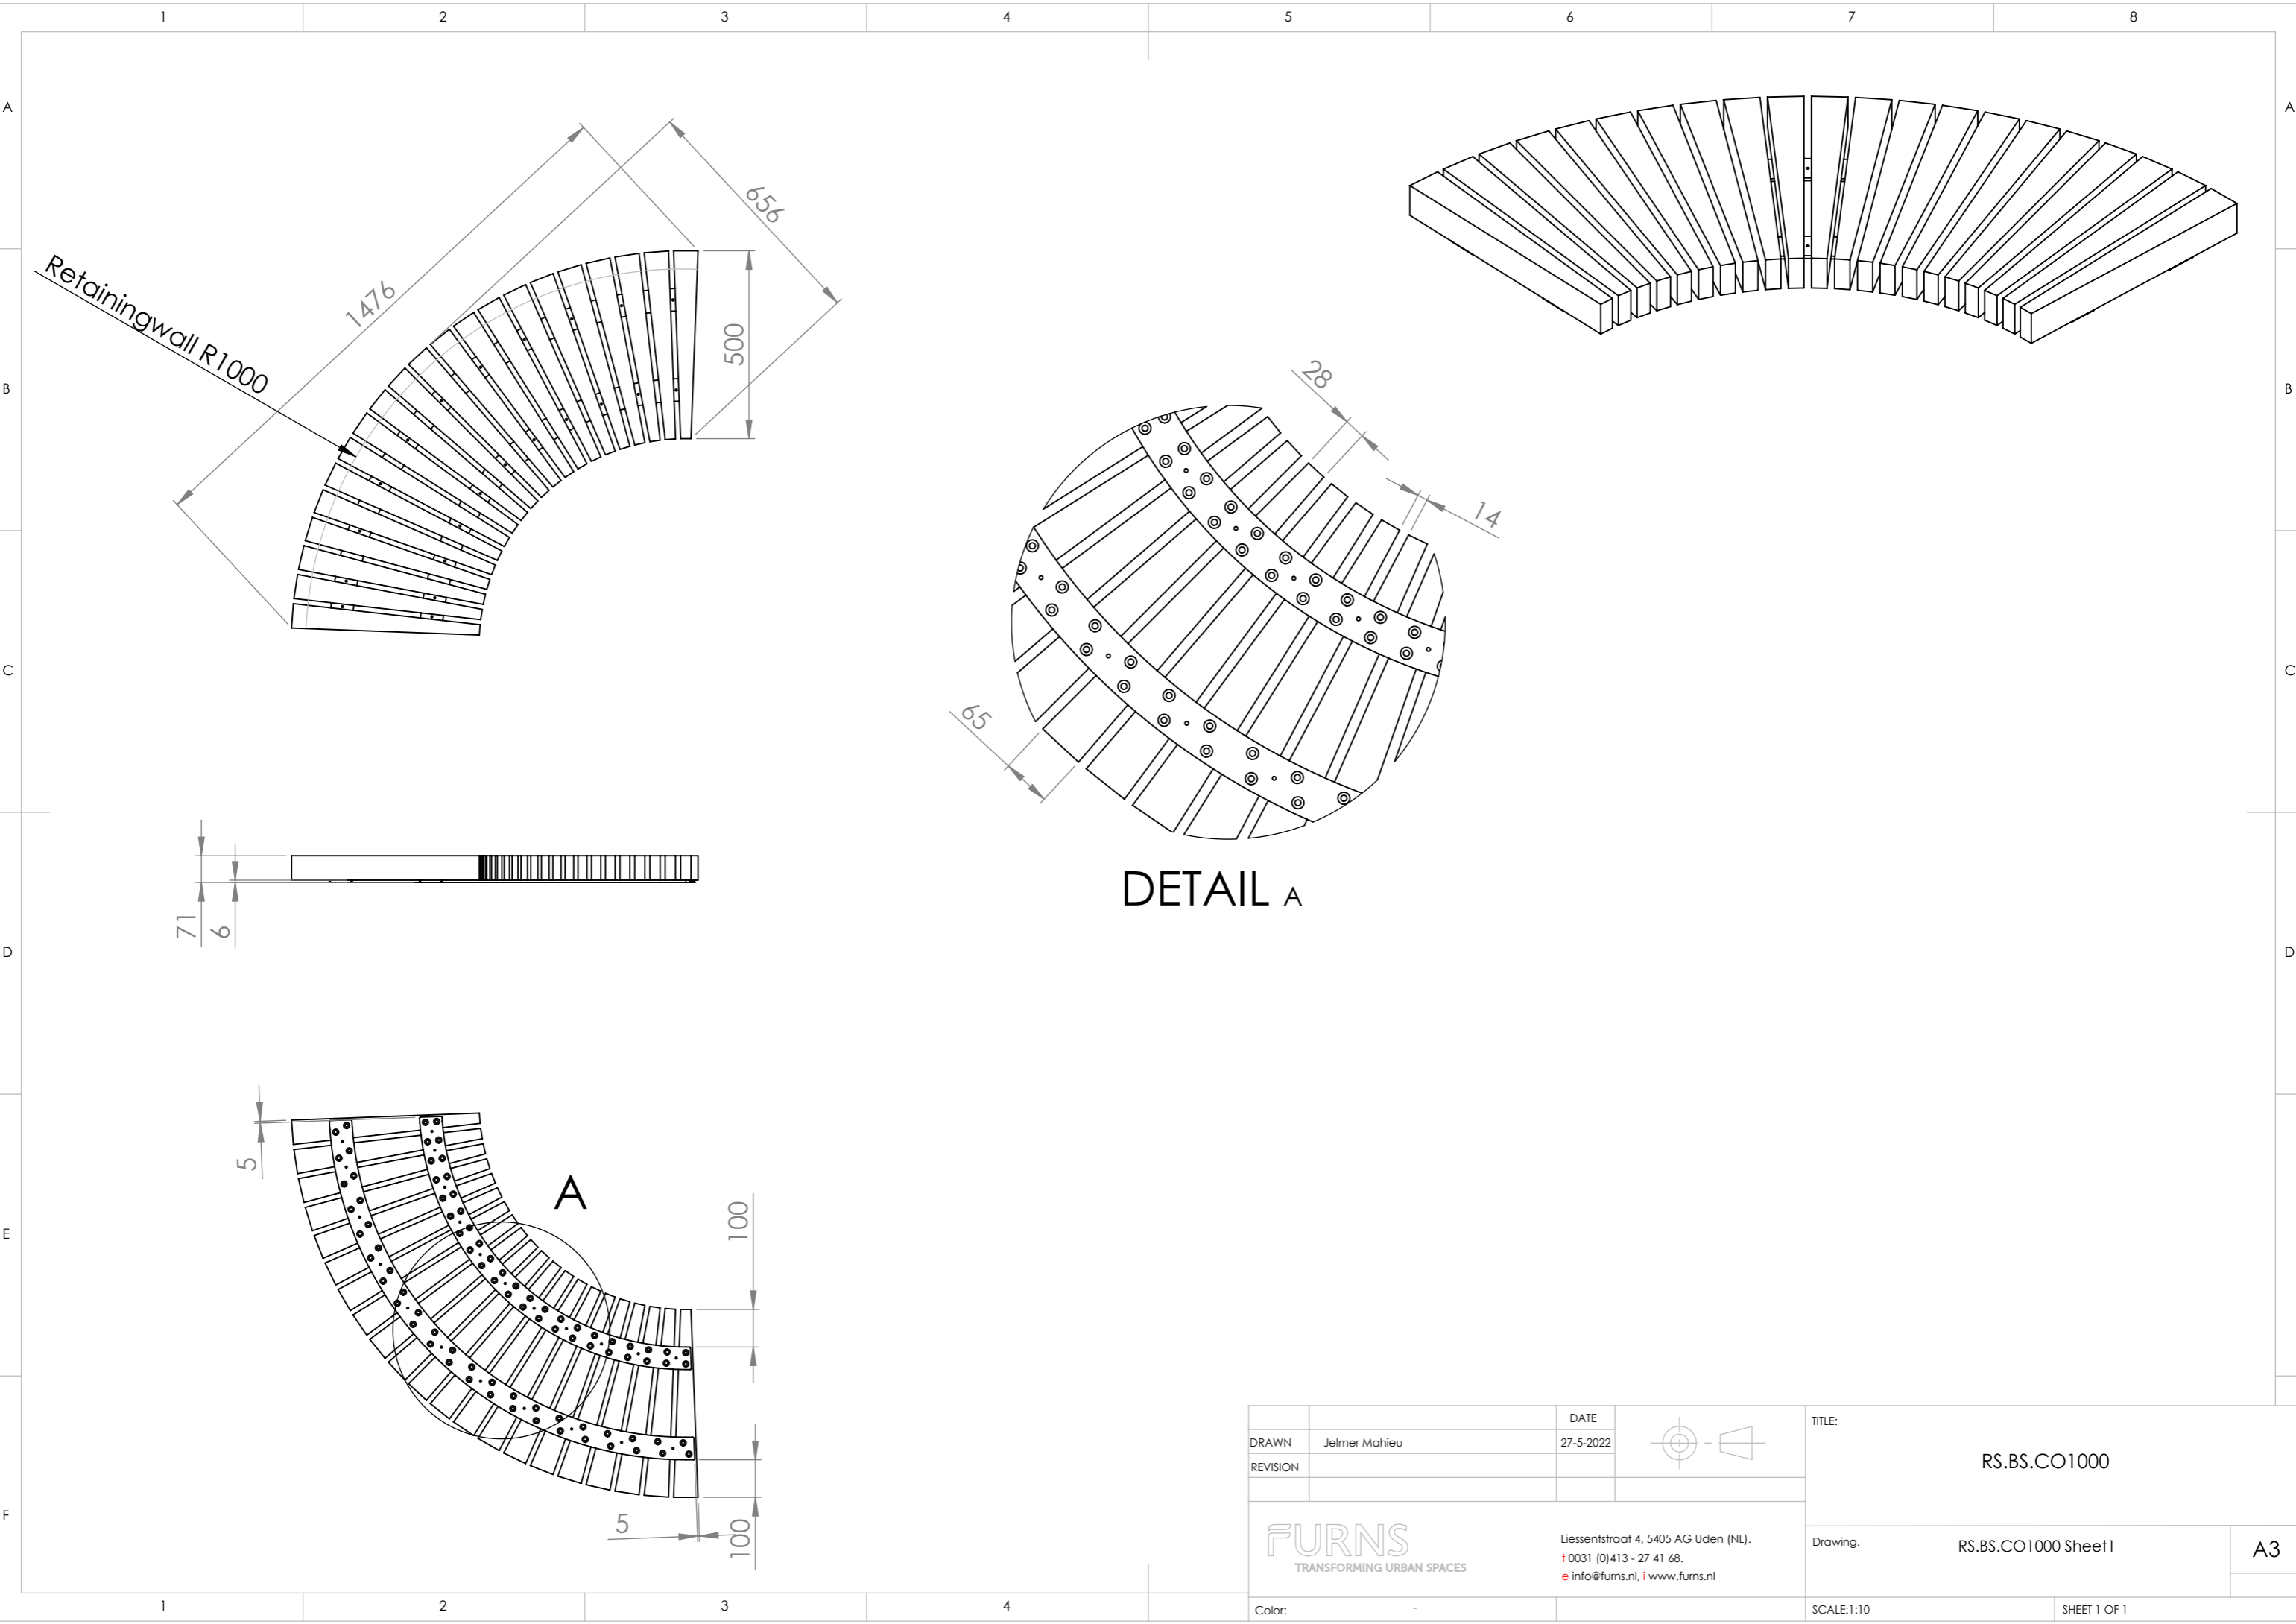 1 2 3 4 5 6 7 8
A A
1476
656
Retainingwall R1000
500
B B
28
14
C C
65
DETAIL A
71
6
D D
5
A
100
E E
5
100
F
DATE
DRAWN Jelmer Mahieu 27-5-2022
REVISION
TITLE:
RS.BS.CO1000
FURNS
TRANSFORMING URBAN SPACES
Liessentstraat 4, 5405 AG Uden (NL).
t 0031 (0)413 - 27 41 68.
e info@furns.nl, i www.furns.nl
Drawing. RS.BS.CO1000 Sheet1
A3
Color: -
SCALE:1:10 SHEET 1 OF 1
1 2 3 4